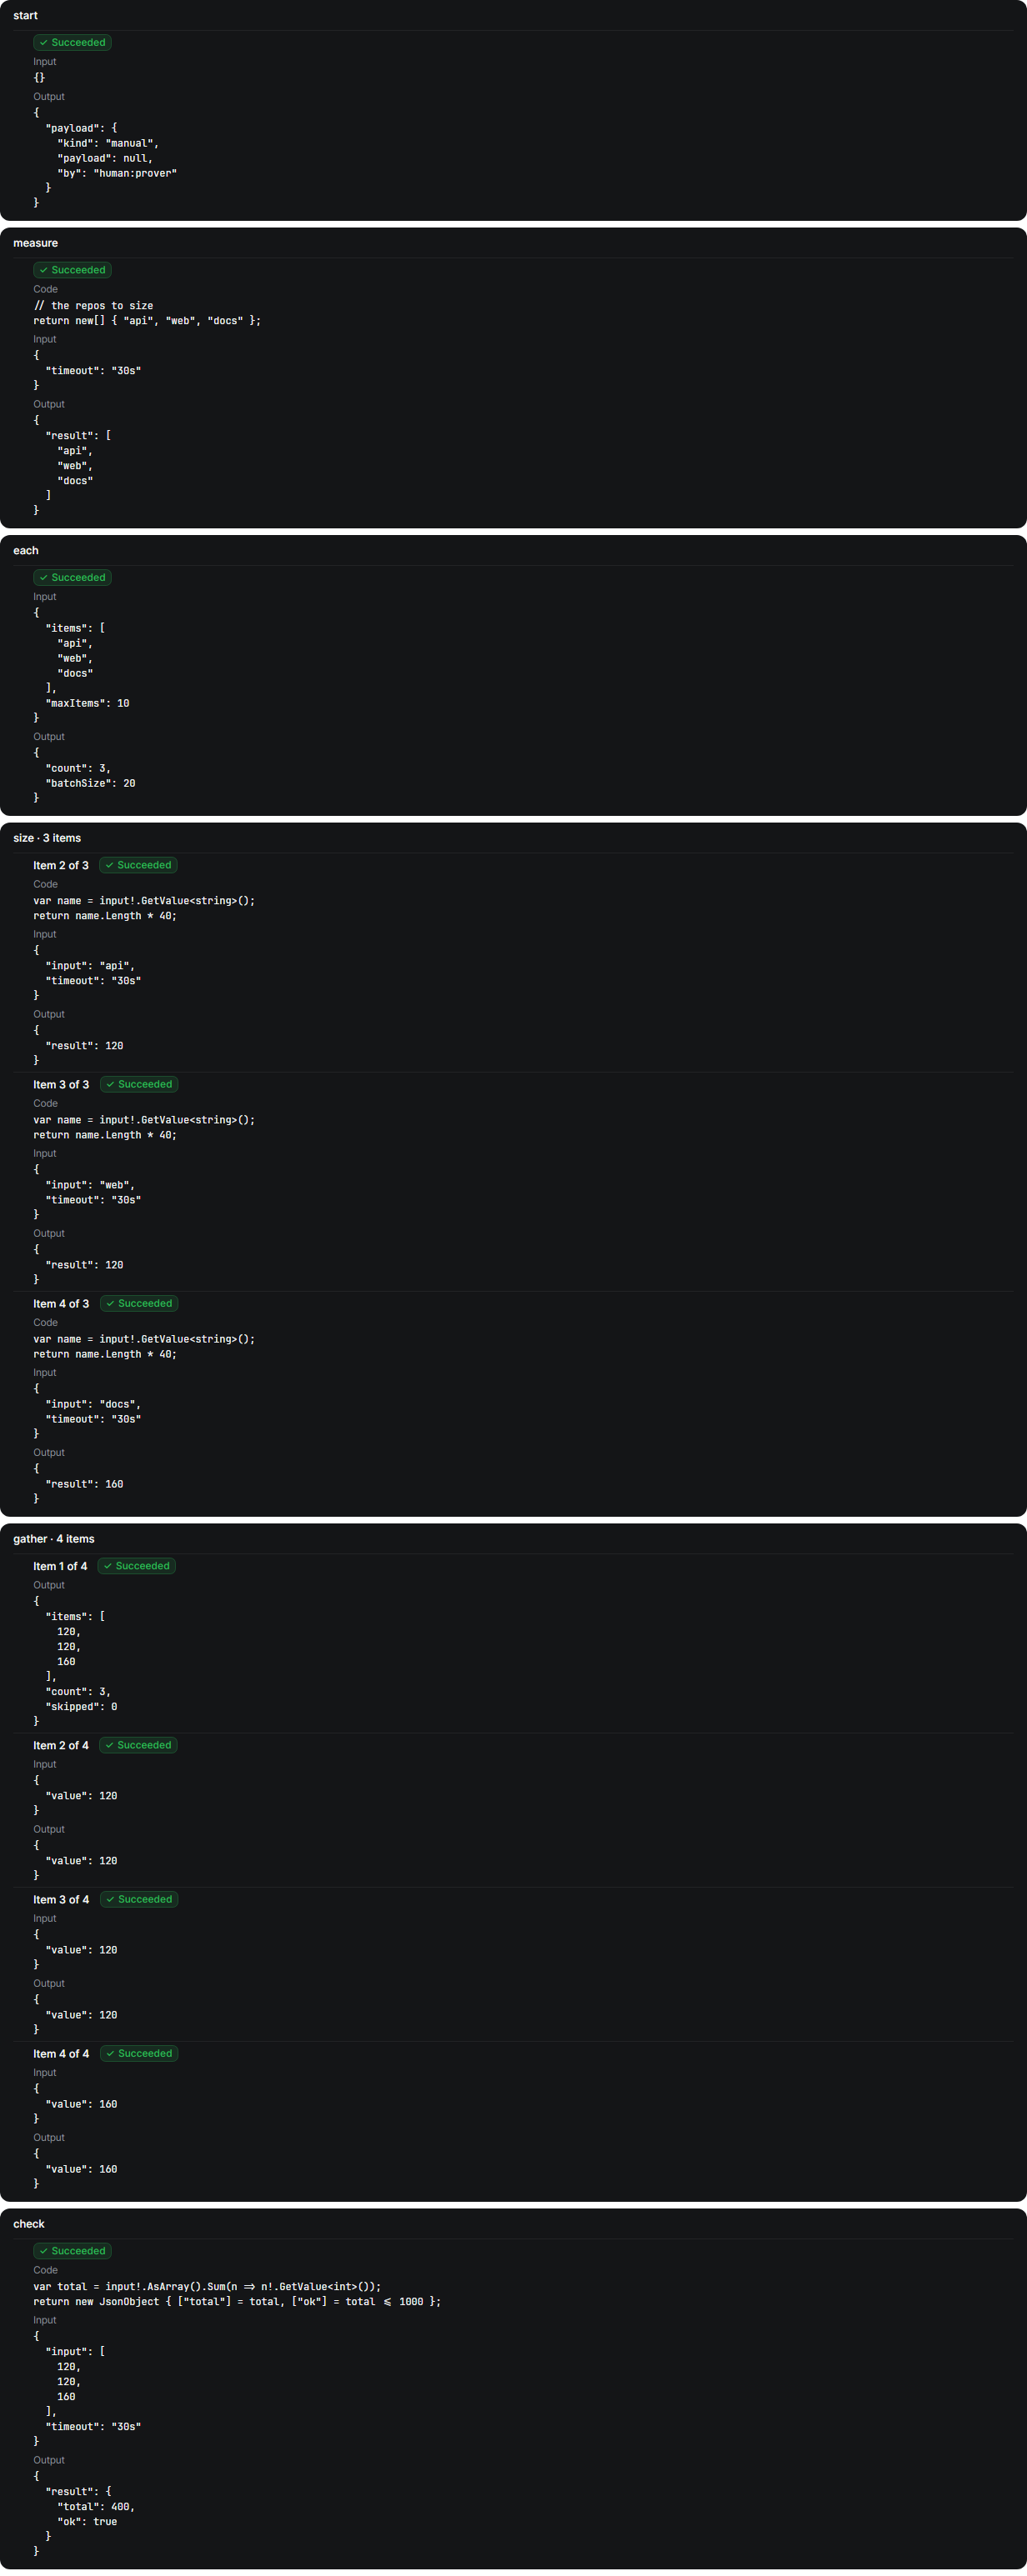 start
✓ Succeeded
Input
{}
Output
{
  "payload": {
    "kind": "manual",
    "payload": null,
    "by": "human:prover"
  }
}
measure
✓ Succeeded
Code
// the repos to size
return new[] { "api", "web", "docs" };
Input
{
  "timeout": "30s"
}
Output
{
  "result": [
    "api",
    "web",
    "docs"
  ]
}
each
✓ Succeeded
Input
{
  "items": [
    "api",
    "web",
    "docs"
  ],
  "maxItems": 10
}
Output
{
  "count": 3,
  "batchSize": 20
}
size · 3 items
Item 2 of 3 ✓ Succeeded
Code
var name = input!.GetValue<string>();
return name.Length * 40;
Input
{
  "input": "api",
  "timeout": "30s"
}
Output
{
  "result": 120
}
Item 3 of 3 ✓ Succeeded
Code
var name = input!.GetValue<string>();
return name.Length * 40;
Input
{
  "input": "web",
  "timeout": "30s"
}
Output
{
  "result": 120
}
Item 4 of 3 ✓ Succeeded
Code
var name = input!.GetValue<string>();
return name.Length * 40;
Input
{
  "input": "docs",
  "timeout": "30s"
}
Output
{
  "result": 160
}
gather · 4 items
Item 1 of 4 ✓ Succeeded
Output
{
  "items": [
    120,
    120,
    160
  ],
  "count": 3,
  "skipped": 0
}
Item 2 of 4 ✓ Succeeded
Input
{
  "value": 120
}
Output
{
  "value": 120
}
Item 3 of 4 ✓ Succeeded
Input
{
  "value": 120
}
Output
{
  "value": 120
}
Item 4 of 4 ✓ Succeeded
Input
{
  "value": 160
}
Output
{
  "value": 160
}
check
✓ Succeeded
Code
var total = input!.AsArray().Sum(n => n!.GetValue<int>());
return new JsonObject { ["total"] = total, ["ok"] = total <= 1000 };
Input
{
  "input": [
    120,
    120,
    160
  ],
  "timeout": "30s"
}
Output
{
  "result": {
    "total": 400,
    "ok": true
  }
}